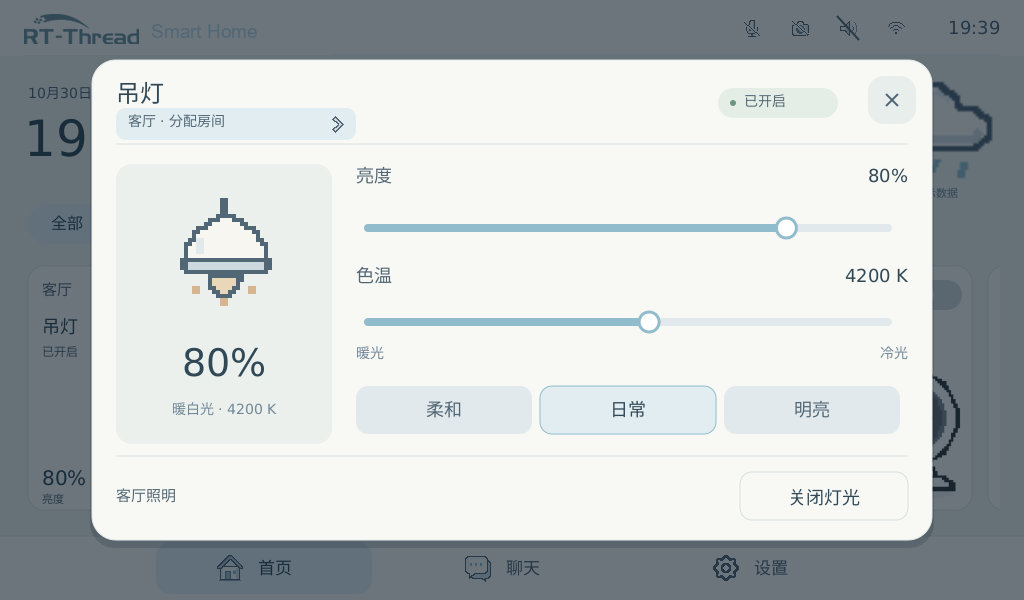 RT-Thread Smart Home
19:39
10月30日
19
全部
客厅
吊灯
已开启
80%
亮度
吊灯
已开启
客厅 · 分配房间
80%
暖白光 · 4200 K
亮度
80%
色温
4200 K
暖光
冷光
柔和
日常
明亮
客厅照明
关闭灯光
数据
首页
聊天
设置